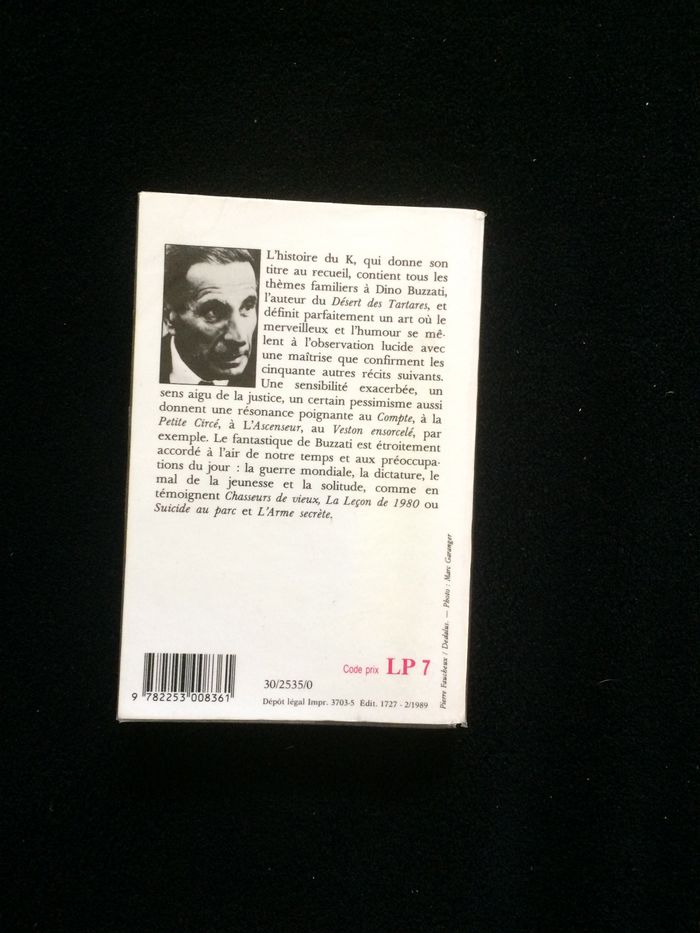 L'histoire du K, qui donne son
titre au recueil, contient tous les
thèmes familiers à Dino Buzzati,
l'auteur du Désert des Tartares, et
définit parfaitement un art où le
merveilleux et l'humour se mê-
lent à l'observation lucide avec
une maîtrise que confirment les
cinquante autres récits suivants.
Une sensibilité exacerbée, un
sens aigu de la justice, un certain pessimisme aussi
donnent une résonance poignante au Compte, à la
Petite Circé, à L'Ascenseur, au Veston ensorcelé, par
exemple. Le fantastique de Buzzati est étroitement
accordé à l'air de notre temps et aux préoccupa-
tions du jour : la guerre mondiale, la dictature, le
mal de la jeunesse et la solitude, comme en
témoignent Chasseurs de vieux, La Leçon de 1980 ou
Suicide au parc et L'Arme secrète.
Pierre Faucheux / Dedalus. — Photo : Marc Garanger
Code prix LP 7
9 782253 008361
30/2535/0
Dépôt légal Impr. 3703-5 Édit. 1727 - 2/1989